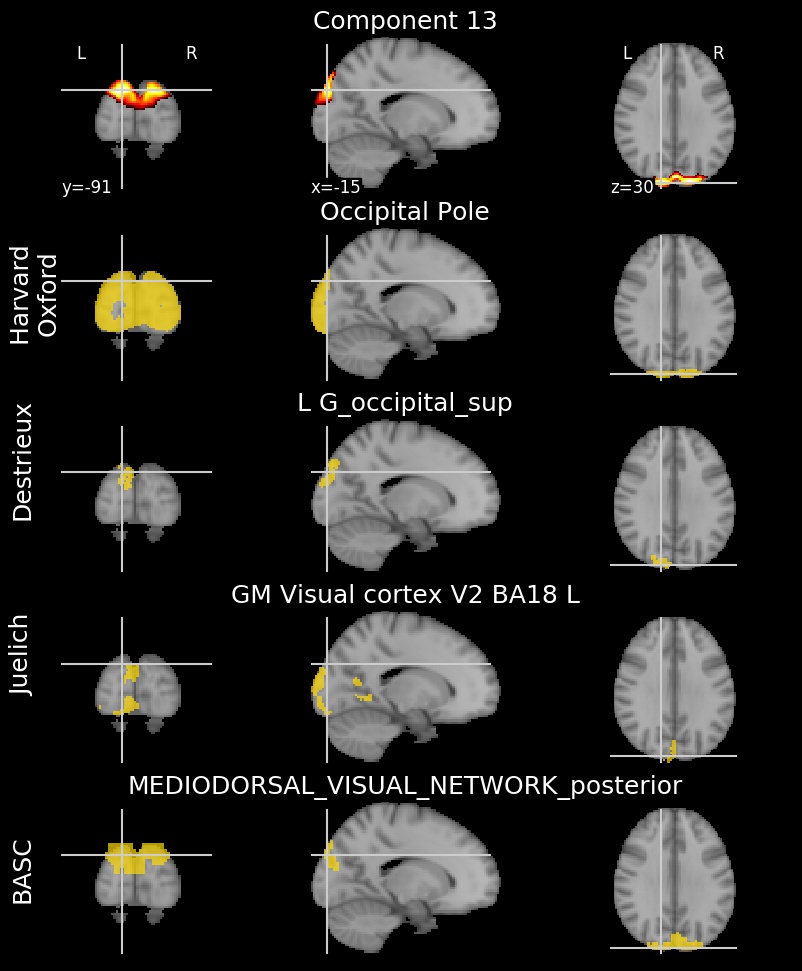 Component 13
L R L R
y=-91 x=-15 z=30
Occipital Pole
Harvard
Oxford
L G_occipital_sup
Destrieux
GM Visual cortex V2 BA18 L
Juelich
MEDIODORSAL_VISUAL_NETWORK_posterior
BASC